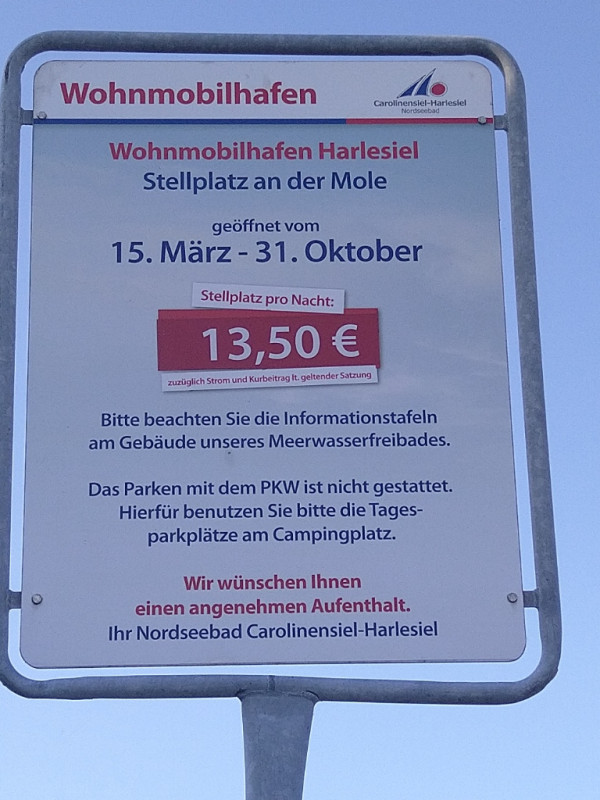 Wohnmobilhafen
Carolinensiel-Harlesiel
Nordseebad
Wohnmobilhafen Harlesiel
Stellplatz an der Mole
geöffnet vom
15. März - 31. Oktober
Stellplatz pro Nacht:
13,50 €
zuzüglich Strom und Kurbeitrag lt. geltender Satzung
Bitte beachten Sie die Informationstafeln
am Gebäude unseres Meerwasserfreibades.
Das Parken mit dem PKW ist nicht gestattet.
Hierfür benutzen Sie bitte die Tages-
parkplätze am Campingplatz.
Wir wünschen Ihnen
einen angenehmen Aufenthalt.
Ihr Nordseebad Carolinensiel-Harlesiel